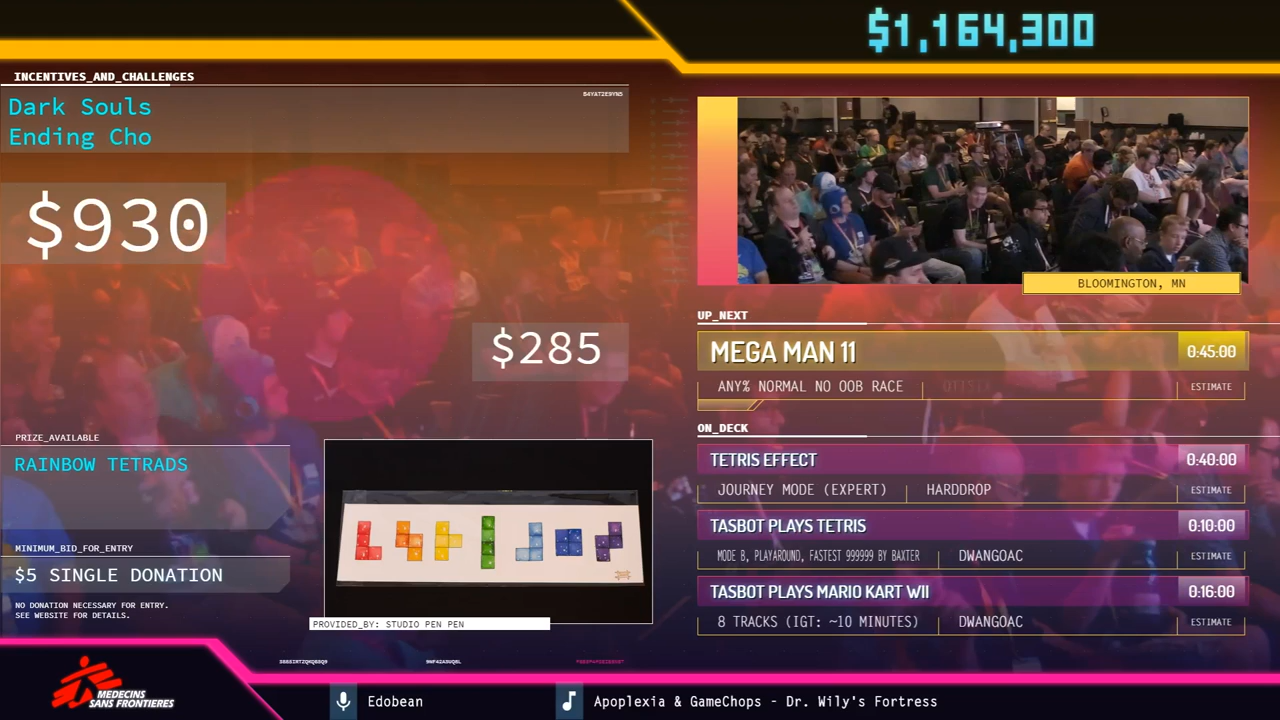 $1,164,300
INCENTIVES_AND_CHALLENGES
Dark Souls
Ending Cho
$930
$285
PRIZE_AVAILABLE
RAINBOW TETRADS
MINIMUM_BID_FOR_ENTRY
$5 SINGLE DONATION
NO DONATION NECESSARY FOR ENTRY.
SEE WEBSITE FOR DETAILS.
PROVIDED_BY: STUDIO PEN PEN
BLOOMINGTON, MN
UP_NEXT
MEGA MAN 11 0:45:00
ANY% NORMAL NO OOB RACE ESTIMATE
ON_DECK
TETRIS EFFECT 0:40:00
JOURNEY MODE (EXPERT) HARDDROP ESTIMATE
TASBOT PLAYS TETRIS 0:10:00
MODE B, PLAYAROUND, FASTEST 999999 BY BAXTER DWANGOAC ESTIMATE
TASBOT PLAYS MARIO KART WII 0:16:00
8 TRACKS (IGT: ~10 MINUTES) DWANGOAC ESTIMATE
MEDECINS
SANS FRONTIERES
Edobean
Apoplexia & GameChops - Dr. Wily's Fortress